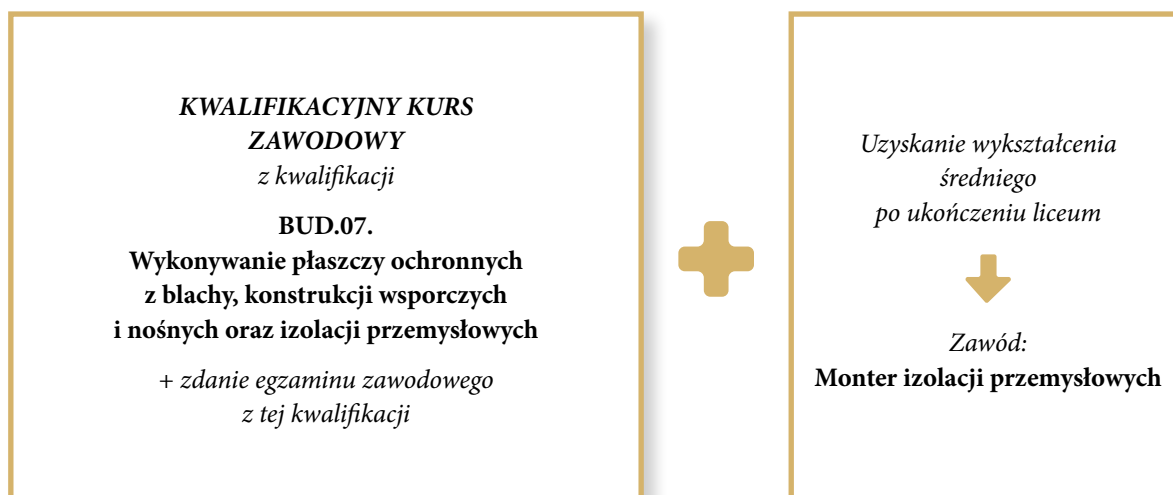 KWALIFIKACYJNY KURS
ZAWODOWY
z kwalifikacji
BUD.07.
Wykonywanie płaszczy ochronnych
z blachy, konstrukcji wsporczych
i nośnych oraz izolacji przemysłowych
+ zdanie egzaminu zawodowego
z tej kwalifikacji
Uzyskanie wykształcenia
średniego
po ukończeniu liceum
Zawód:
Monter izolacji przemysłowych